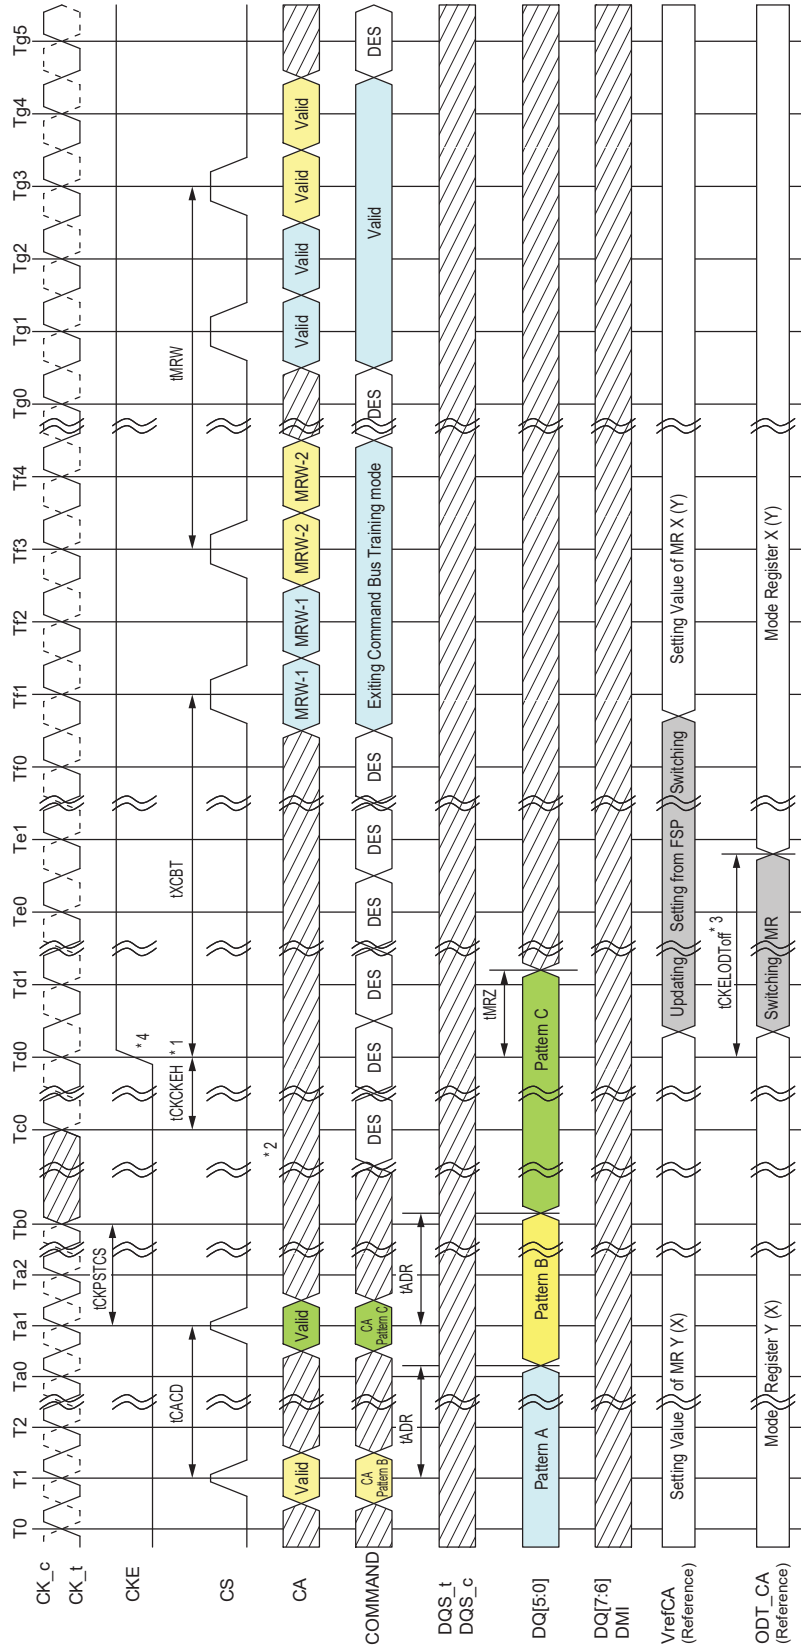 T0 T1 T2 Ta0 Ta1 Ta2 Tb0 Tc0 Td0 Td1 Te0 Te1 Tf0 Tf1 Tf2 Tf3 Tf4 Tg0 Tg1 Tg2 Tg3 Tg4 Tg5
CK_c
CK_t
tCKPSTCS
tCKCKEH
*1
*4
CKE
tCACD
tXCBT
tMRW
CS
*2
CA
Valid Valid MRW-1 MRW-1 MRW-2 MRW-2 Valid Valid Valid Valid
COMMAND
CA Pattern B
CA Pattern C
DES DES DES DES DES DES Exiting Command Bus Training mode DES Valid DES
tADR tADR
DQS_t
DQS_c
tMRZ
DQ[5:0]
Pattern A Pattern B Pattern C
DQ[7:6]
DMI
VrefCA
(Reference)
Setting Value of MR Y (X) Updating Setting from FSP Switching Setting Value of MR X (Y)
tCKELODToff
*3
ODT_CA
(Reference)
Mode Register Y (X) Switching MR Mode Register X (Y)